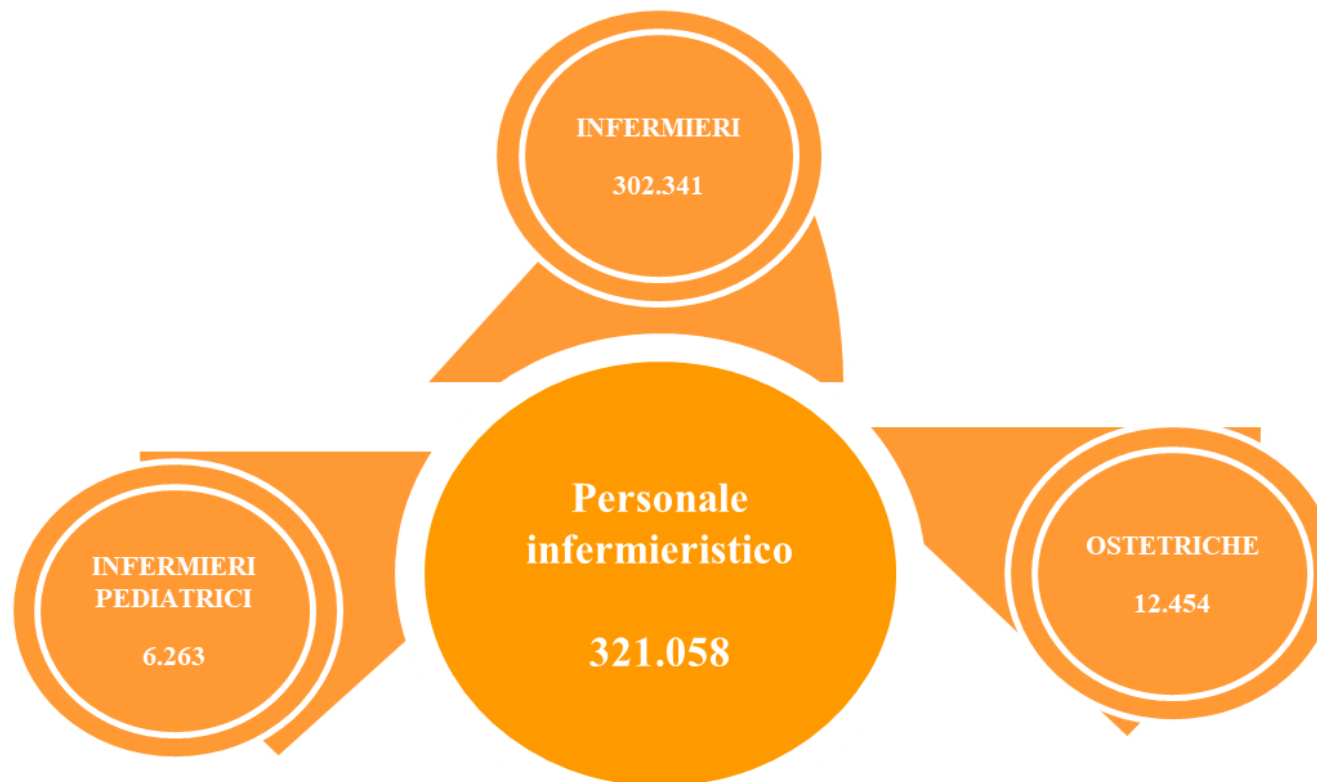 INFERMIERI
302.341
Personale
infermieristico
321.058
INFERMIERI
PEDIATRICI
6.263
OSTETRICHE
12.454